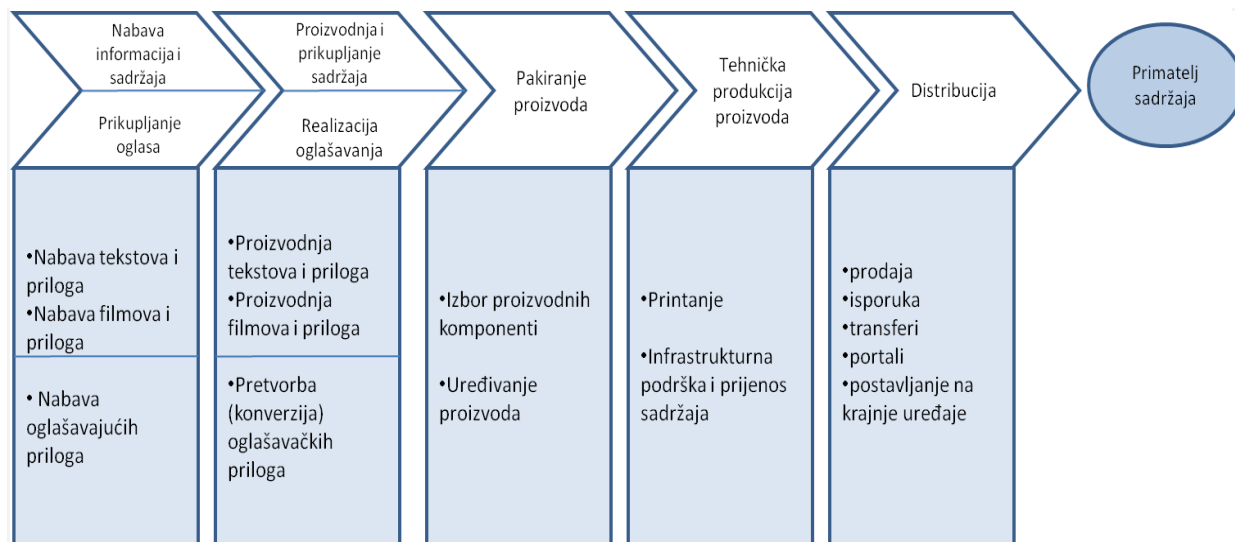 Nabava
informacija i
sadržaja
Prikupljanje
oglasa
Proizvodnja i
prikupljanje
sadržaja
Realizacija
oglašavanja
Pakiranje
proizvoda
Tehnička
produkcija
proizvoda
Distribucija
Primatelj
sadržaja
•Nabava tekstova i
priloga
•Nabava filmova i
priloga
• Nabava
oglašavajućih
priloga
•Proizvodnja
tekstova i priloga
•Proizvodnja
filmova i priloga
•Pretvorba
(konverzija)
oglašavačkih
priloga
•Izbor proizvodnih
komponenti
•Uređivanje
proizvoda
•Printanje
•Infrastrukturna
podrška i prijenos
sadržaja
•prodaja
•isporuka
•transferi
•portali
•postavljanje na
krajnje uređaje